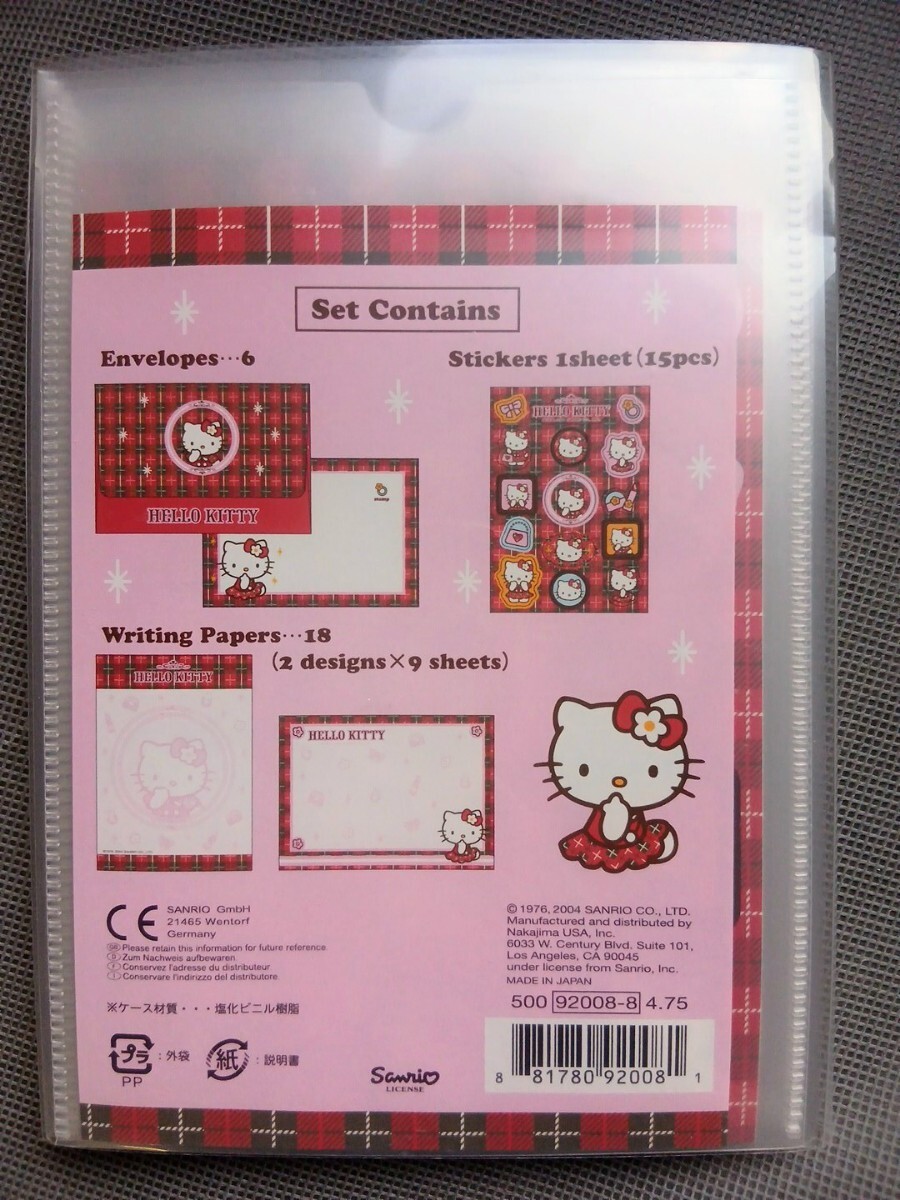 Set Contains
Envelopes…6
Stickers 1sheet(15pcs)
HELLO KITTY
HELLO KITTY
Writing Papers…18
(2 designs×9 sheets)
HELLO KITTY
HELLO KITTY
CE
SANRIO GmbH
21465 Wentorf
Germany
GB Please retain this information for future reference.
D Zum Nachweis aufbewahren.
F Conservez l'adresse du distributeur
I Conservare l'indirizzo del distributore
※ケース材質・・・塩化ビニル樹脂
プラ
:外袋
紙
:説明書
PP
Sanrio
LICENSE
© 1976, 2004 SANRIO CO., LTD.
Manufactured and distributed by
Nakajima USA, Inc.
6033 W. Century Blvd. Suite 101,
Los Angeles, CA 90045
under license from Sanrio, Inc.
MADE IN JAPAN
500 92008-8 4.75
8 81780 92008 1